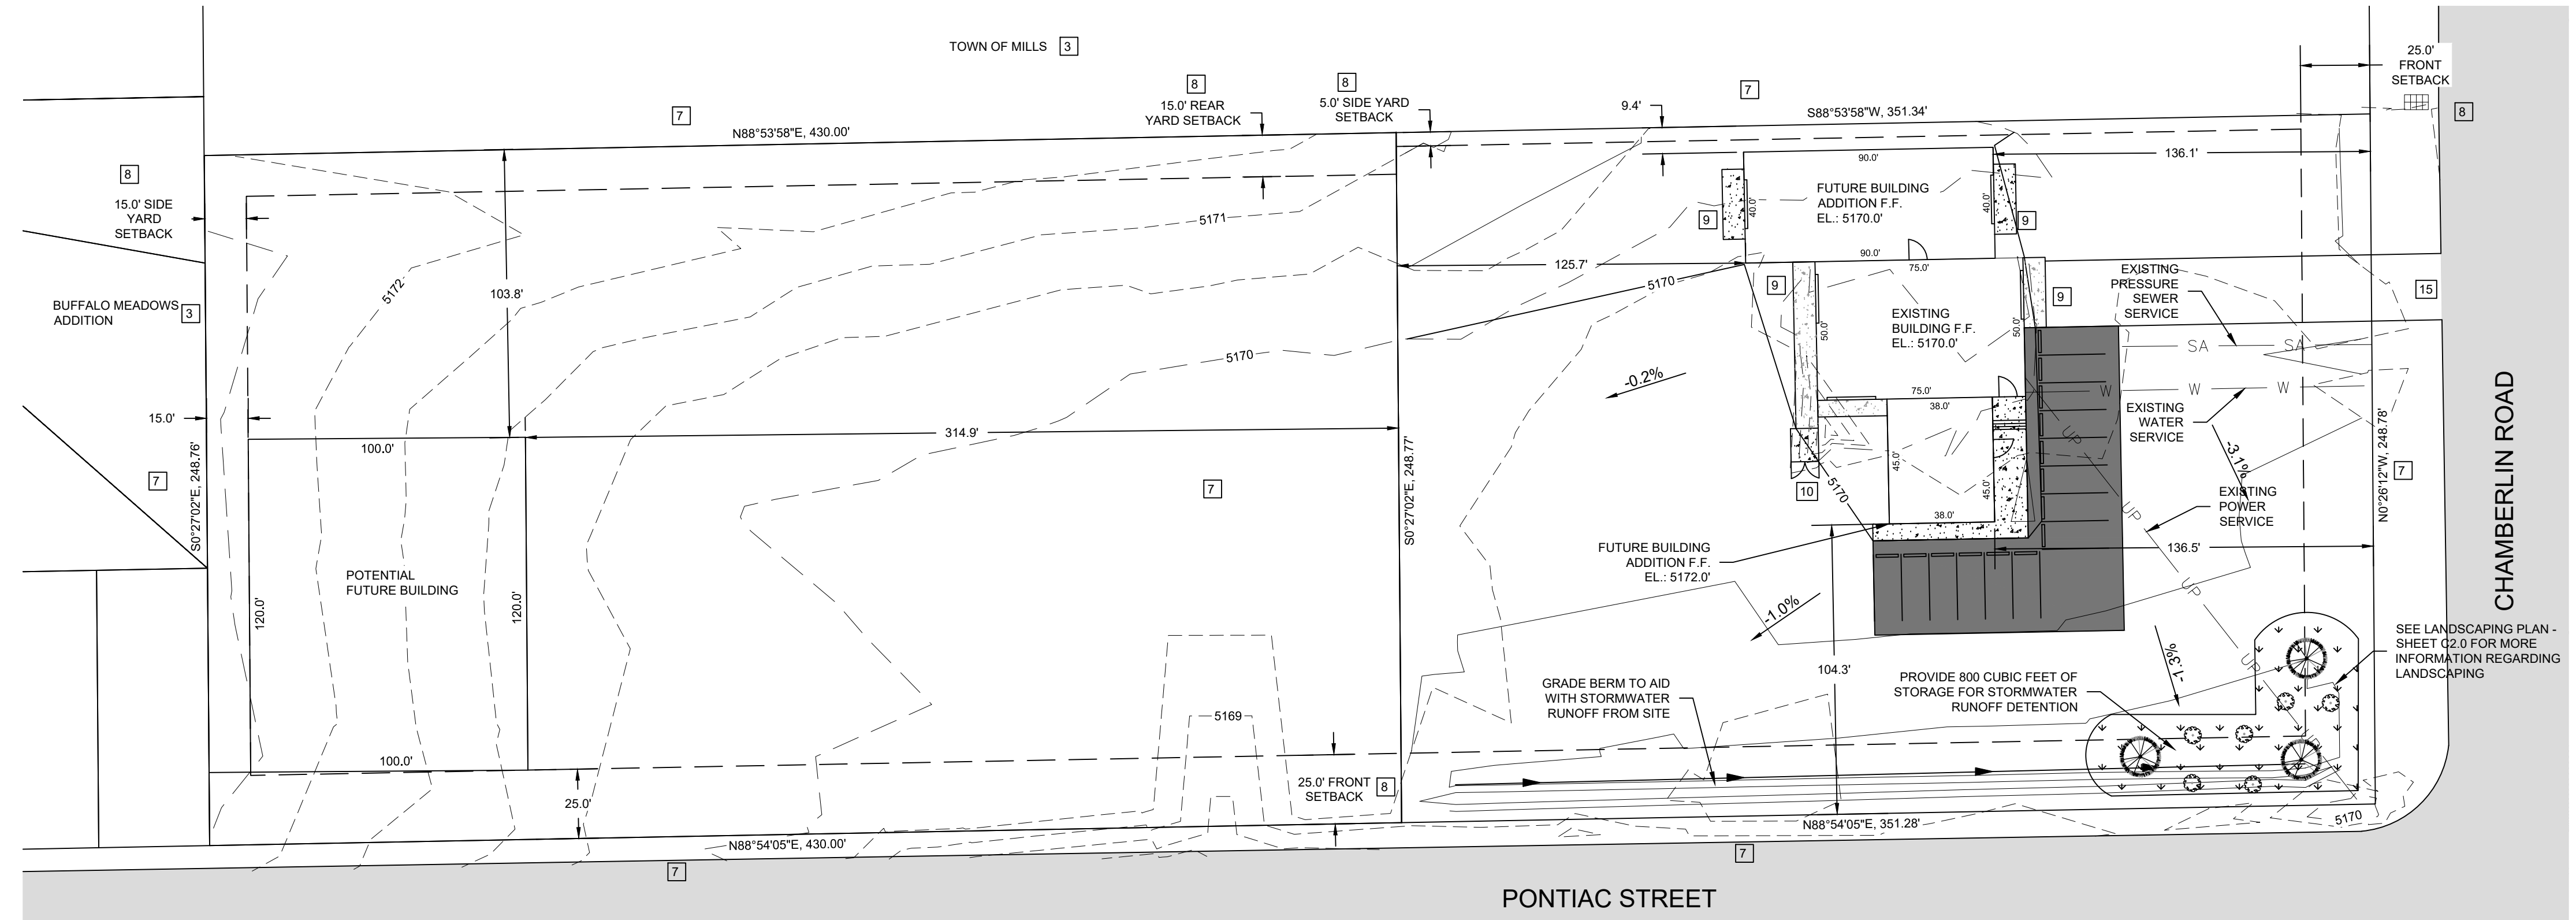 TOWN OF MILLS 3
25.0'
FRONT
SETBACK
8
8
15.0' REAR
YARD SETBACK
8
5.0' SIDE YARD
SETBACK
9.4'
7
7
N88°53'58"E, 430.00'
S88°53'58"W, 351.34'
136.1'
8
15.0' SIDE
YARD
SETBACK
90.0'
FUTURE BUILDING
ADDITION F.F.
EL.: 5170.0'
40.0'
40.0'
9
9
5171
5172
103.8'
125.7'
90.0'
75.0'
5170
9
9
EXISTING
PRESSURE
SEWER
SERVICE
15
BUFFALO MEADOWS
ADDITION
3
EXISTING
BUILDING F.F.
EL.: 5170.0'
50.0'
50.0'
SA
SA
5170
-0.2%
W
W
W
75.0'
38.0'
EXISTING
WATER
SERVICE
15.0'
100.0'
314.9'
S0°27'02"E, 248.76'
S0°27'02"E, 248.77'
N0°26'12"W, 248.78'
CHAMBERLIN ROAD
UP
-3.1%
7
7
7
45.0'
45.0'
10
5170
EXISTING
POWER
SERVICE
UP
38.0'
136.5'
FUTURE BUILDING
ADDITION F.F.
EL.: 5172.0'
POTENTIAL
FUTURE BUILDING
120.0'
120.0'
-1.0%
UP
SEE LANDSCAPING PLAN -
SHEET C2.0 FOR MORE
INFORMATION REGARDING
LANDSCAPING
104.3'
-1.3%
UP
GRADE BERM TO AID
WITH STORMWATER
RUNOFF FROM SITE
PROVIDE 800 CUBIC FEET OF
STORAGE FOR STORMWATER
RUNOFF DETENTION
5169
UP
100.0'
25.0'
25.0' FRONT
SETBACK
8
N88°54'05"E, 351.28'
5170
N88°54'05"E, 430.00'
7
7
PONTIAC STREET